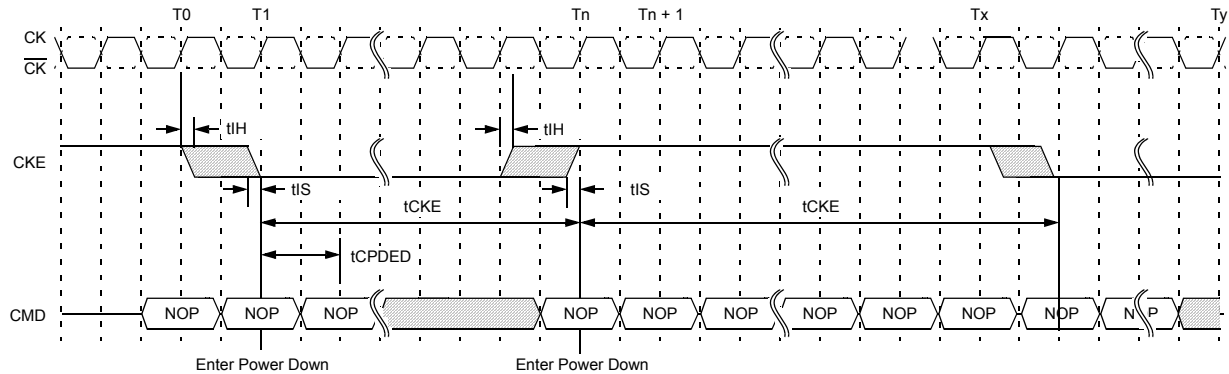 T0 T1 Tn Tn + 1 Tx Ty
CK
CK
tIH tIH
CKE
tIS tIS
tCKE tCKE
tCPDED
CMD NOP NOP NOP NOP NOP NOP NOP NOP NOP NOP
Enter Power Down Enter Power Down